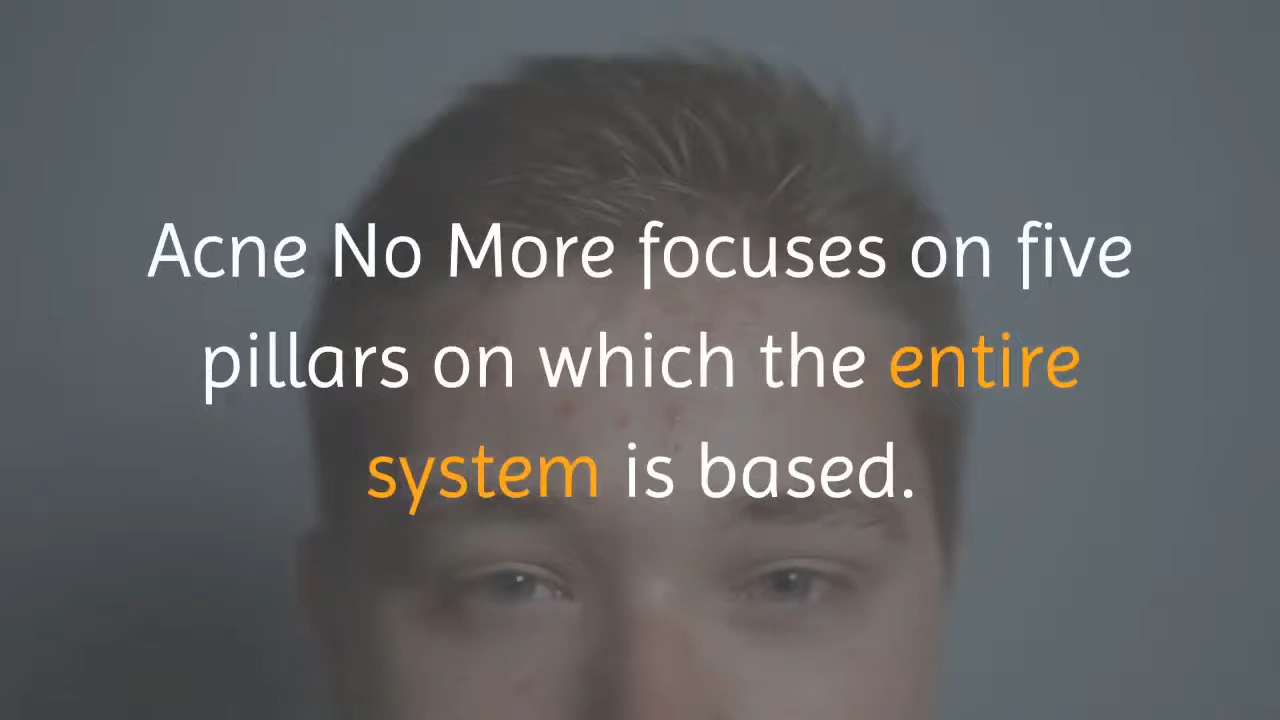 Acne No More focuses on five
pillars on which the entire
system is based.